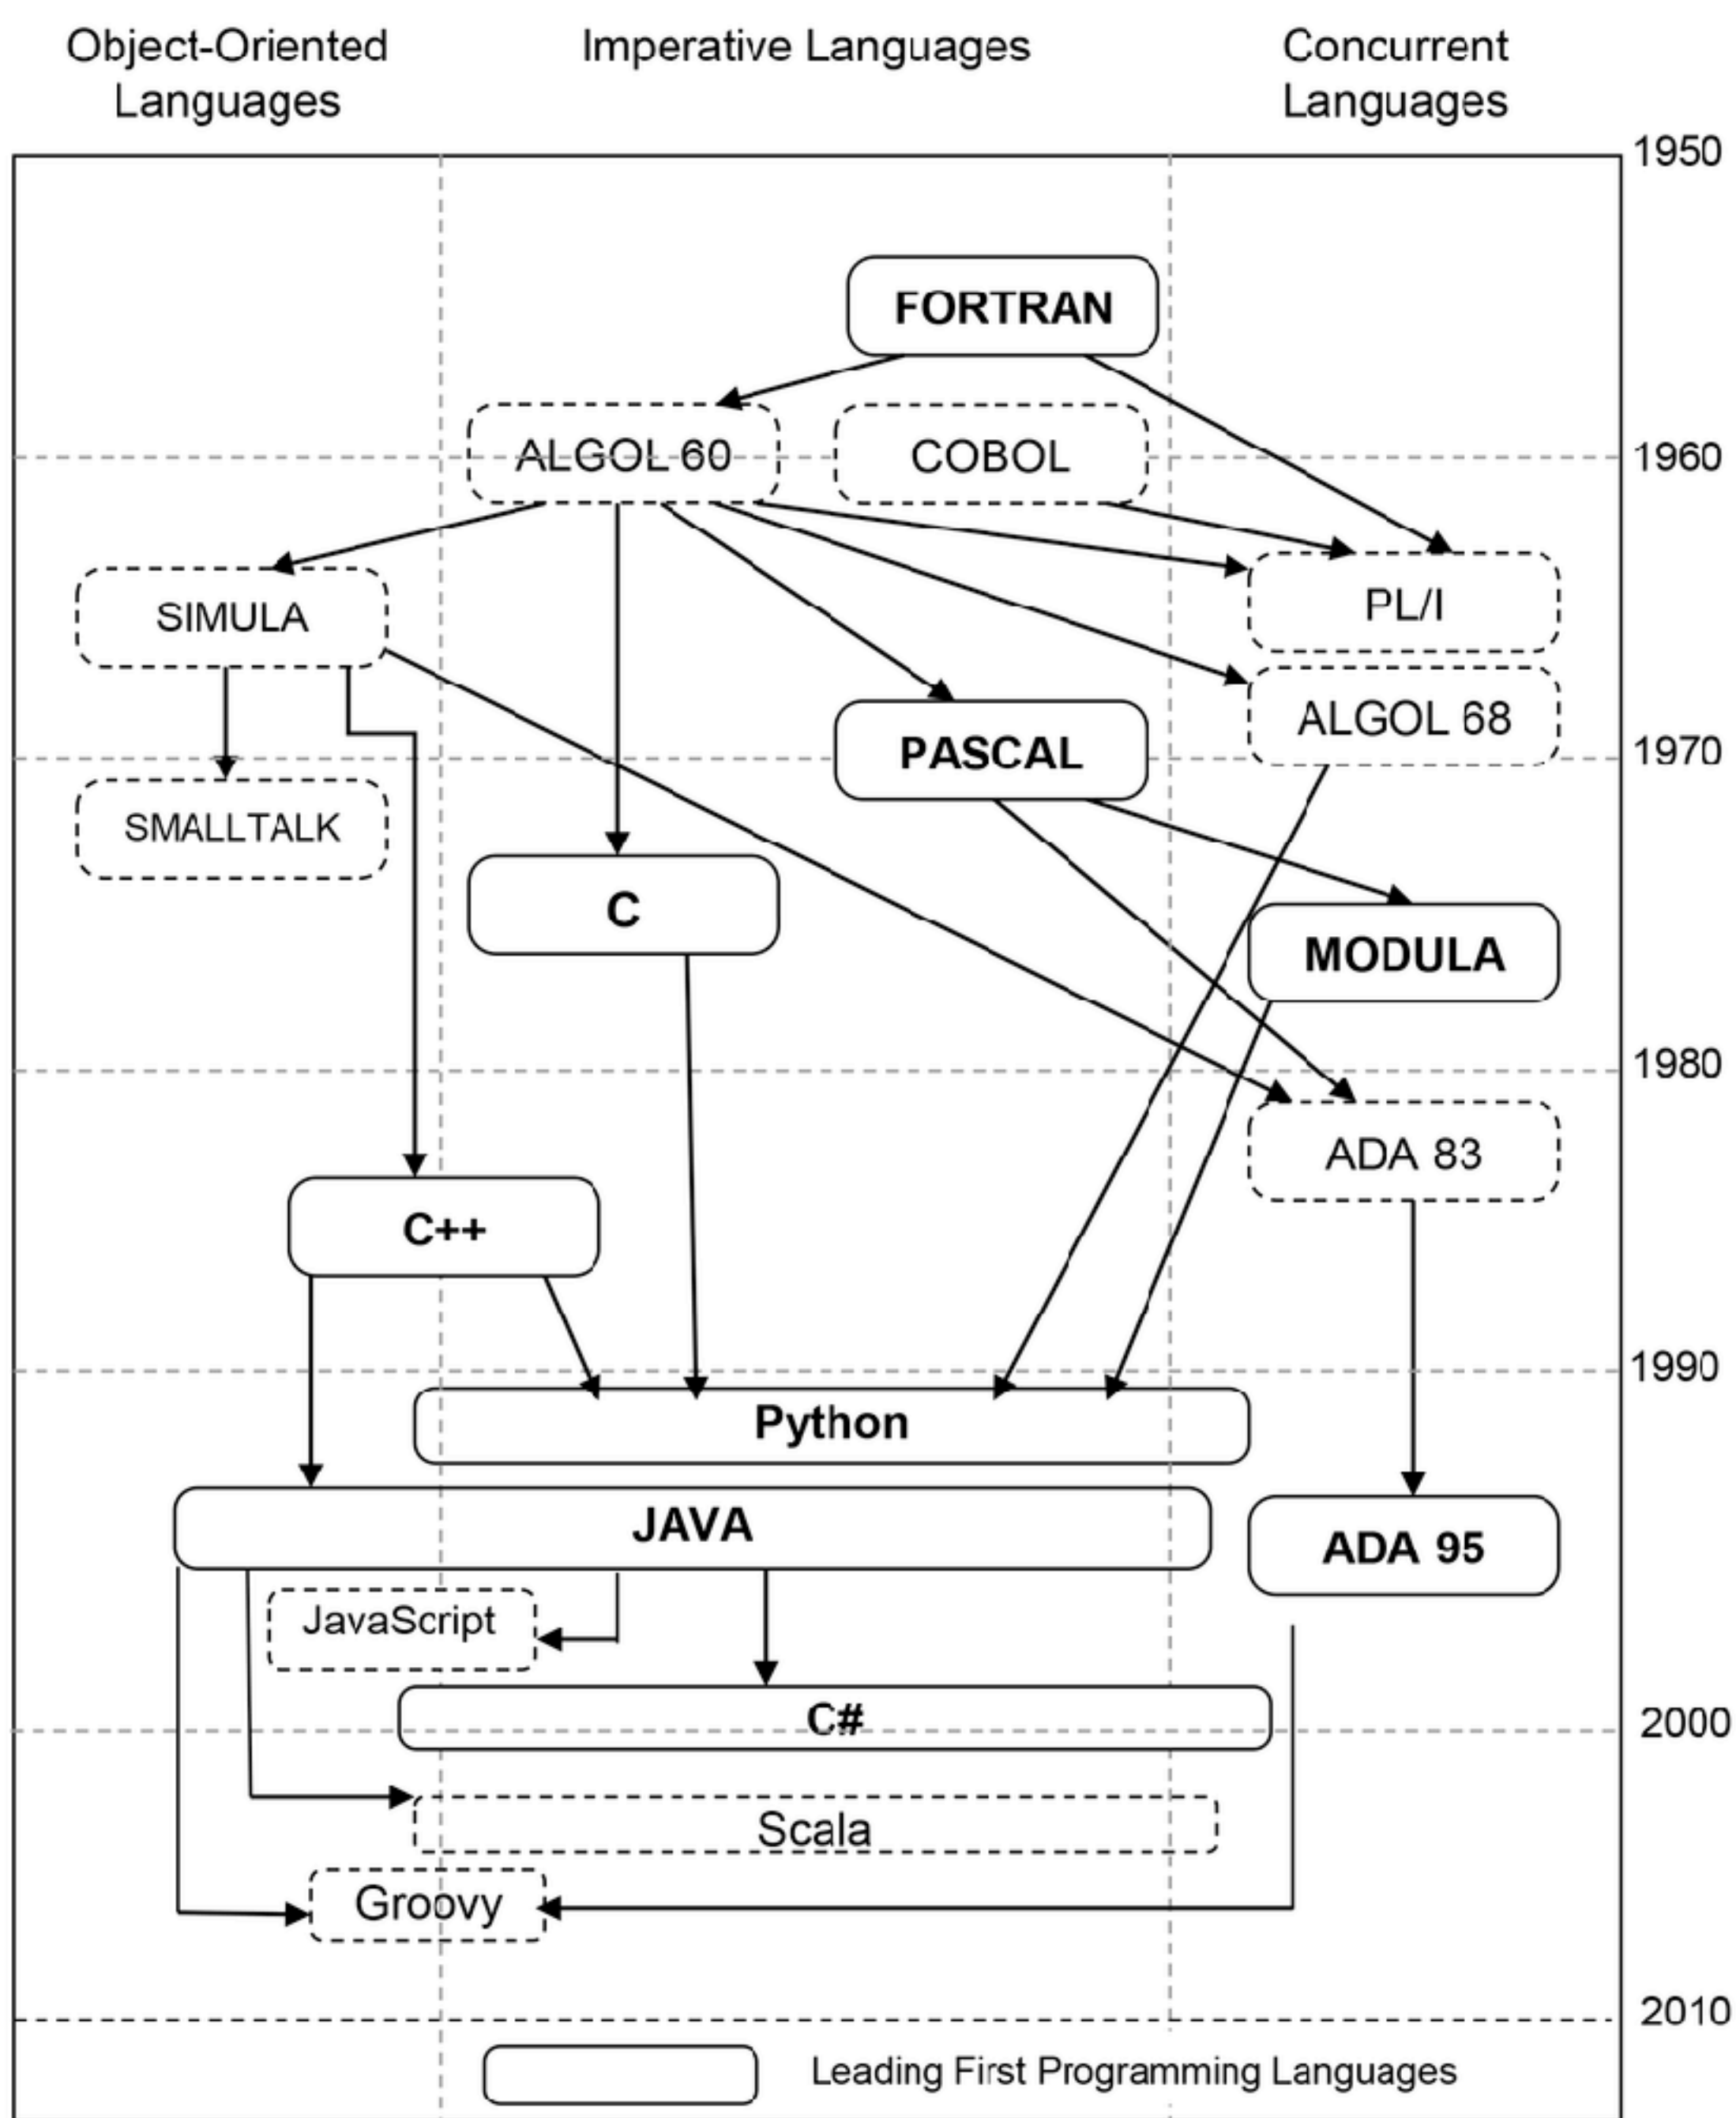 Object-Oriented
Languages
Imperative Languages
Concurrent
Languages
1950
FORTRAN
ALGOL 60
COBOL
1960
SIMULA
PL/I
ALGOL 68
PASCAL
1970
SMALLTALK
C
MODULA
1980
ADA 83
C++
1990
Python
JAVA
ADA 95
JavaScript
C#
2000
Scala
Groovy
2010
Leading First Programming Languages